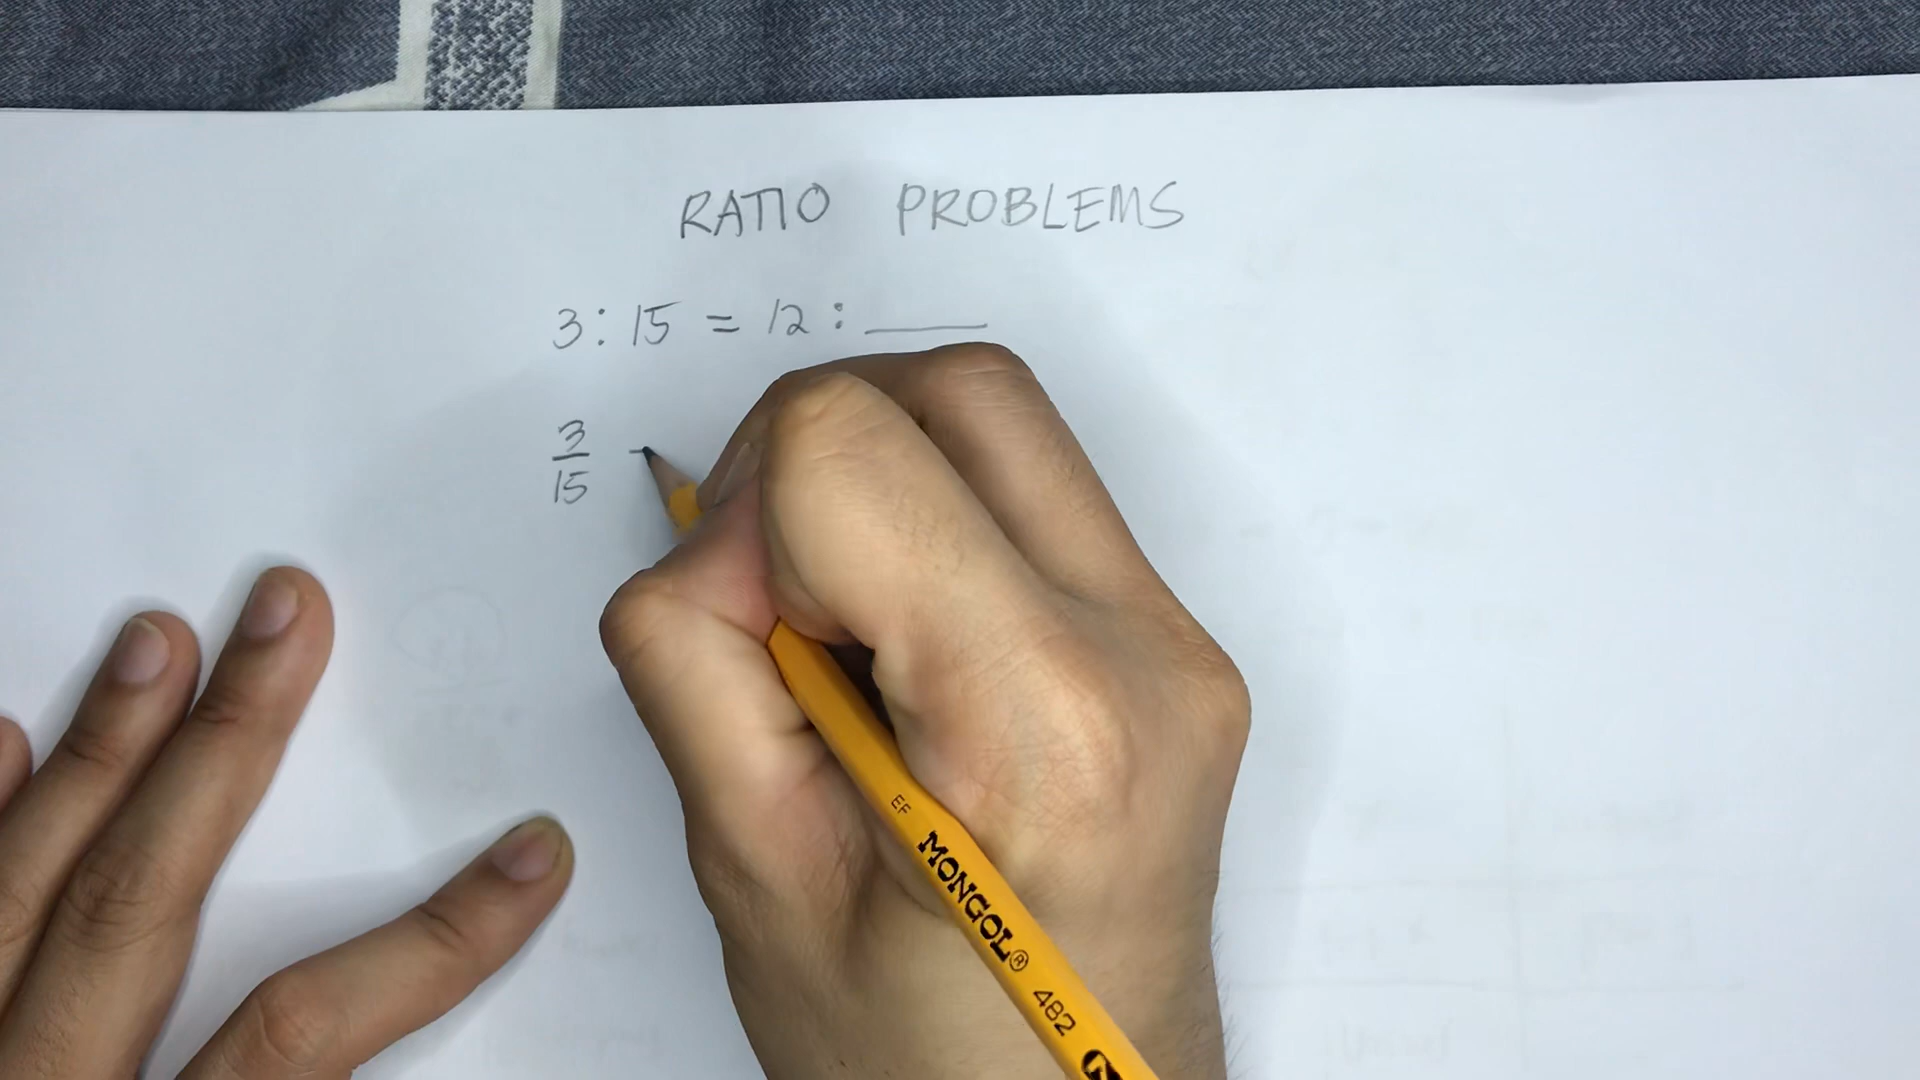 RATIO PROBLEMS
3 : 15 = 12 : ____
3
15
EF MONGOL® 482